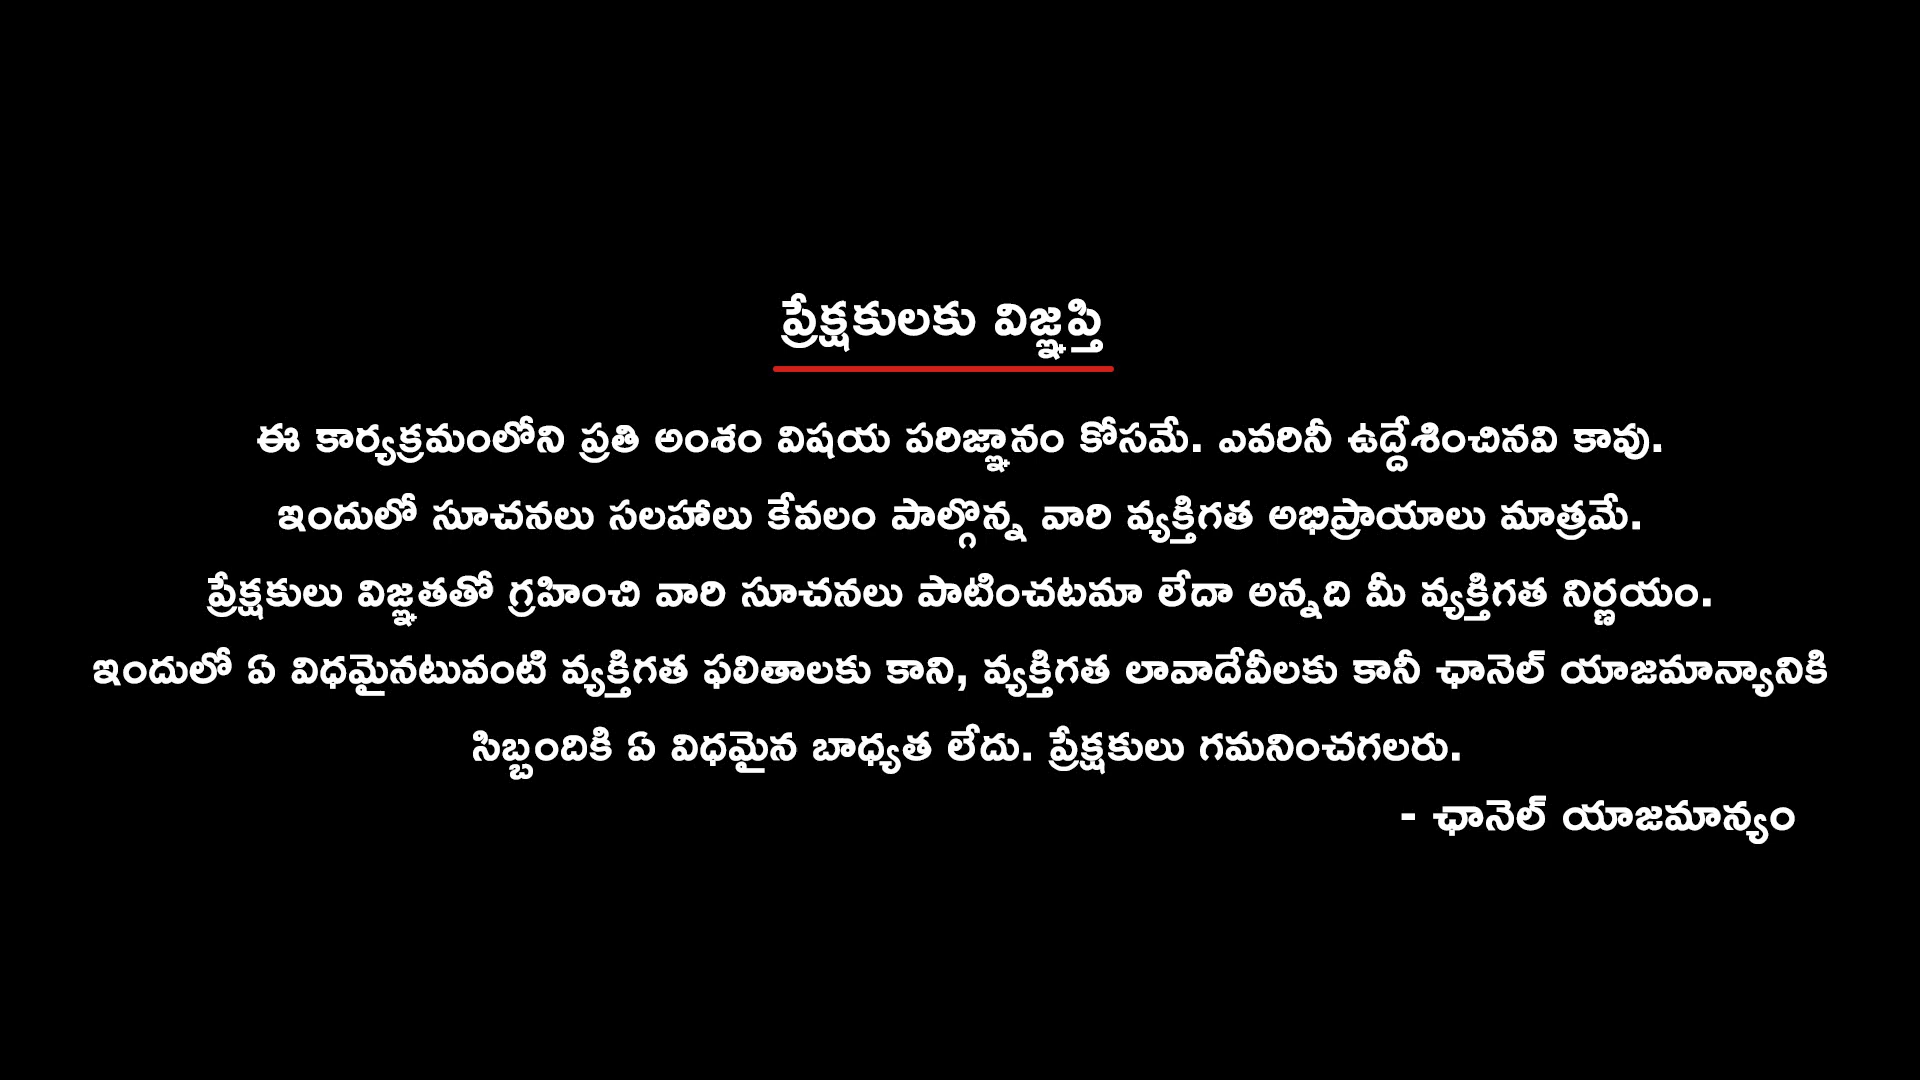 ప్రేక్షకులకు విజ్ఞప్తి
ఈ కార్యక్రమంలోని ప్రతి అంశం విషయ పరిజ్ఞానం కోసమే. ఎవరినీ ఉద్దేశించినవి కావు.
ఇందులో సూచనలు సలహాలు కేవలం పాల్గొన్న వారి వ్యక్తిగత అభిప్రాయాలు మాత్రమే.
ప్రేక్షకులు విజ్ఞతతో గ్రహించి వారి సూచనలు పాటించటమా లేదా అన్నది మీ వ్యక్తిగత నిర్ణయం.
ఇందులో ఏ విధమైనటువంటి వ్యక్తిగత ఫలితాలకు కాని, వ్యక్తిగత లావాదేవీలకు కానీ ఛానెల్ యాజమాన్యానికి
సిబ్బందికి ఏ విధమైన బాధ్యత లేదు. ప్రేక్షకులు గమనించగలరు.
- ఛానెల్ యాజమాన్యం